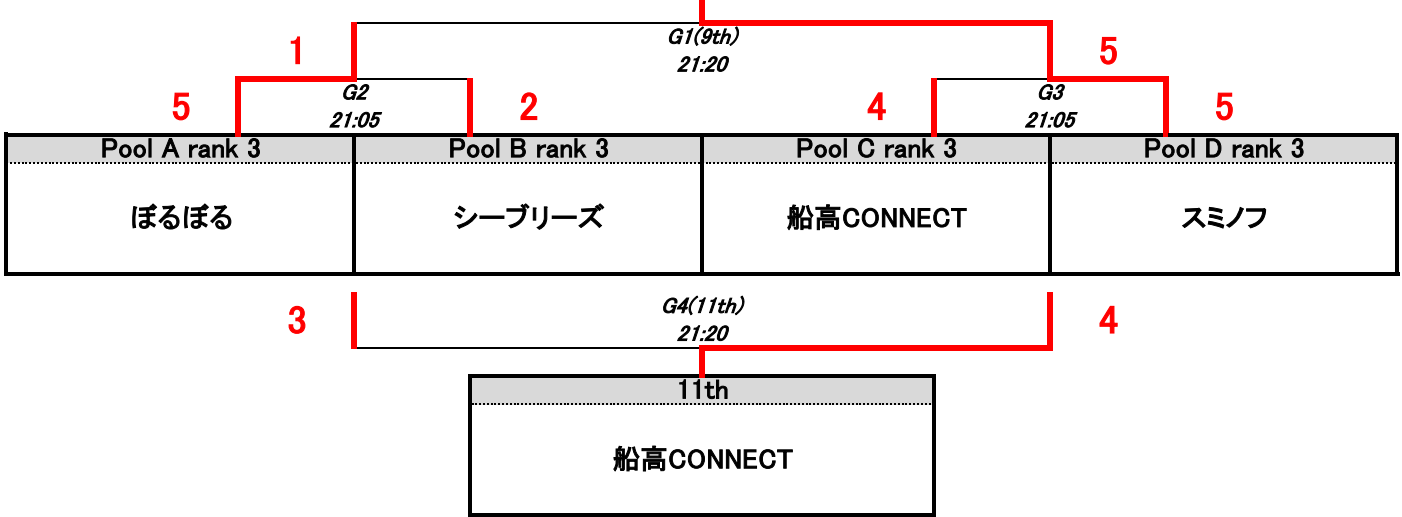 G1(9th)
1 5
21:20
G2 G3
5 2 4 5
21:05 21:05
Pool A rank 3 Pool B rank 3 Pool C rank 3 Pool D rank 3
ぼるぼる シーブリーズ 船高CONNECT スミノフ
G4(11th)
3 4
21:20
11th
船高CONNECT